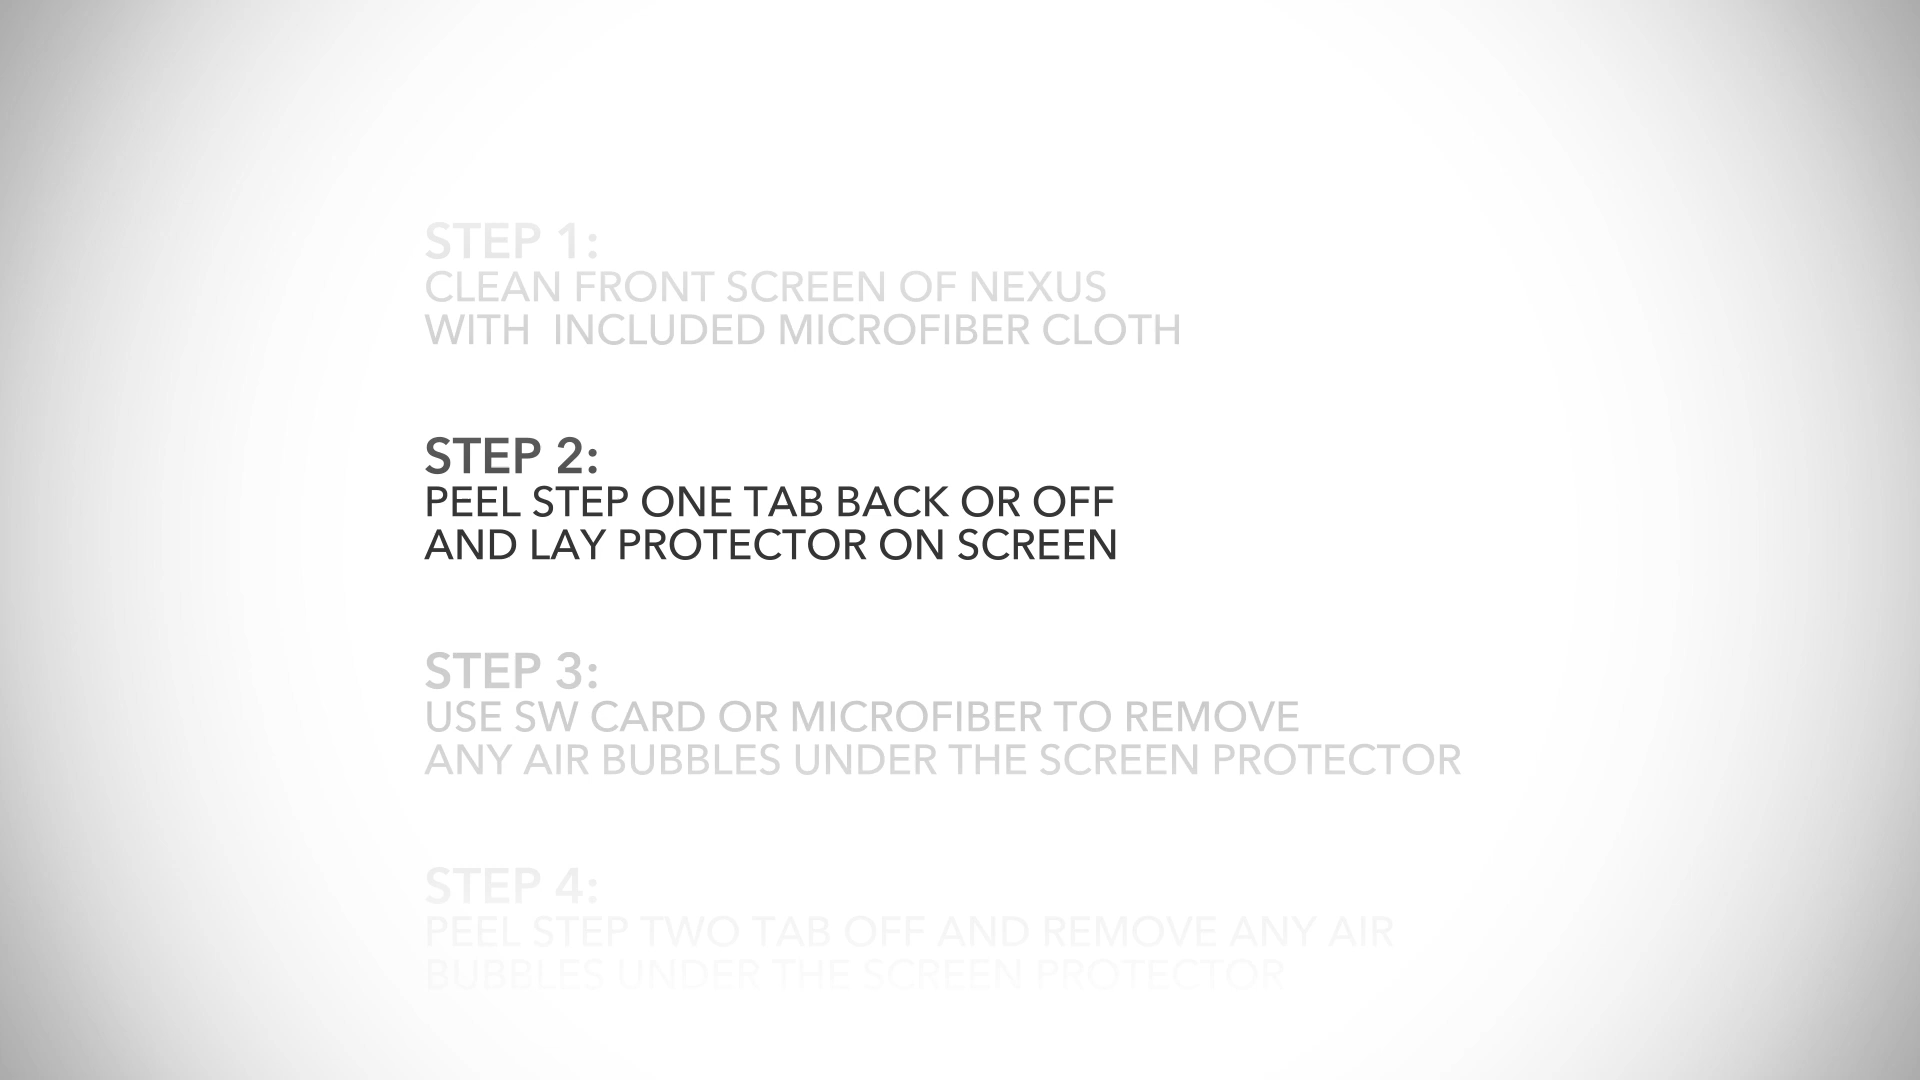 STEP 1:
CLEAN FRONT SCREEN OF NEXUS
WITH  INCLUDED MICROFIBER CLOTH
STEP 2:
PEEL STEP ONE TAB BACK OR OFF
AND LAY PROTECTOR ON SCREEN
STEP 3:
USE SW CARD OR MICROFIBER TO REMOVE
ANY AIR BUBBLES UNDER THE SCREEN PROTECTOR
STEP 4:
PEEL STEP TWO TAB OFF AND REMOVE ANY AIR
BUBBLES UNDER THE SCREEN PROTECTOR